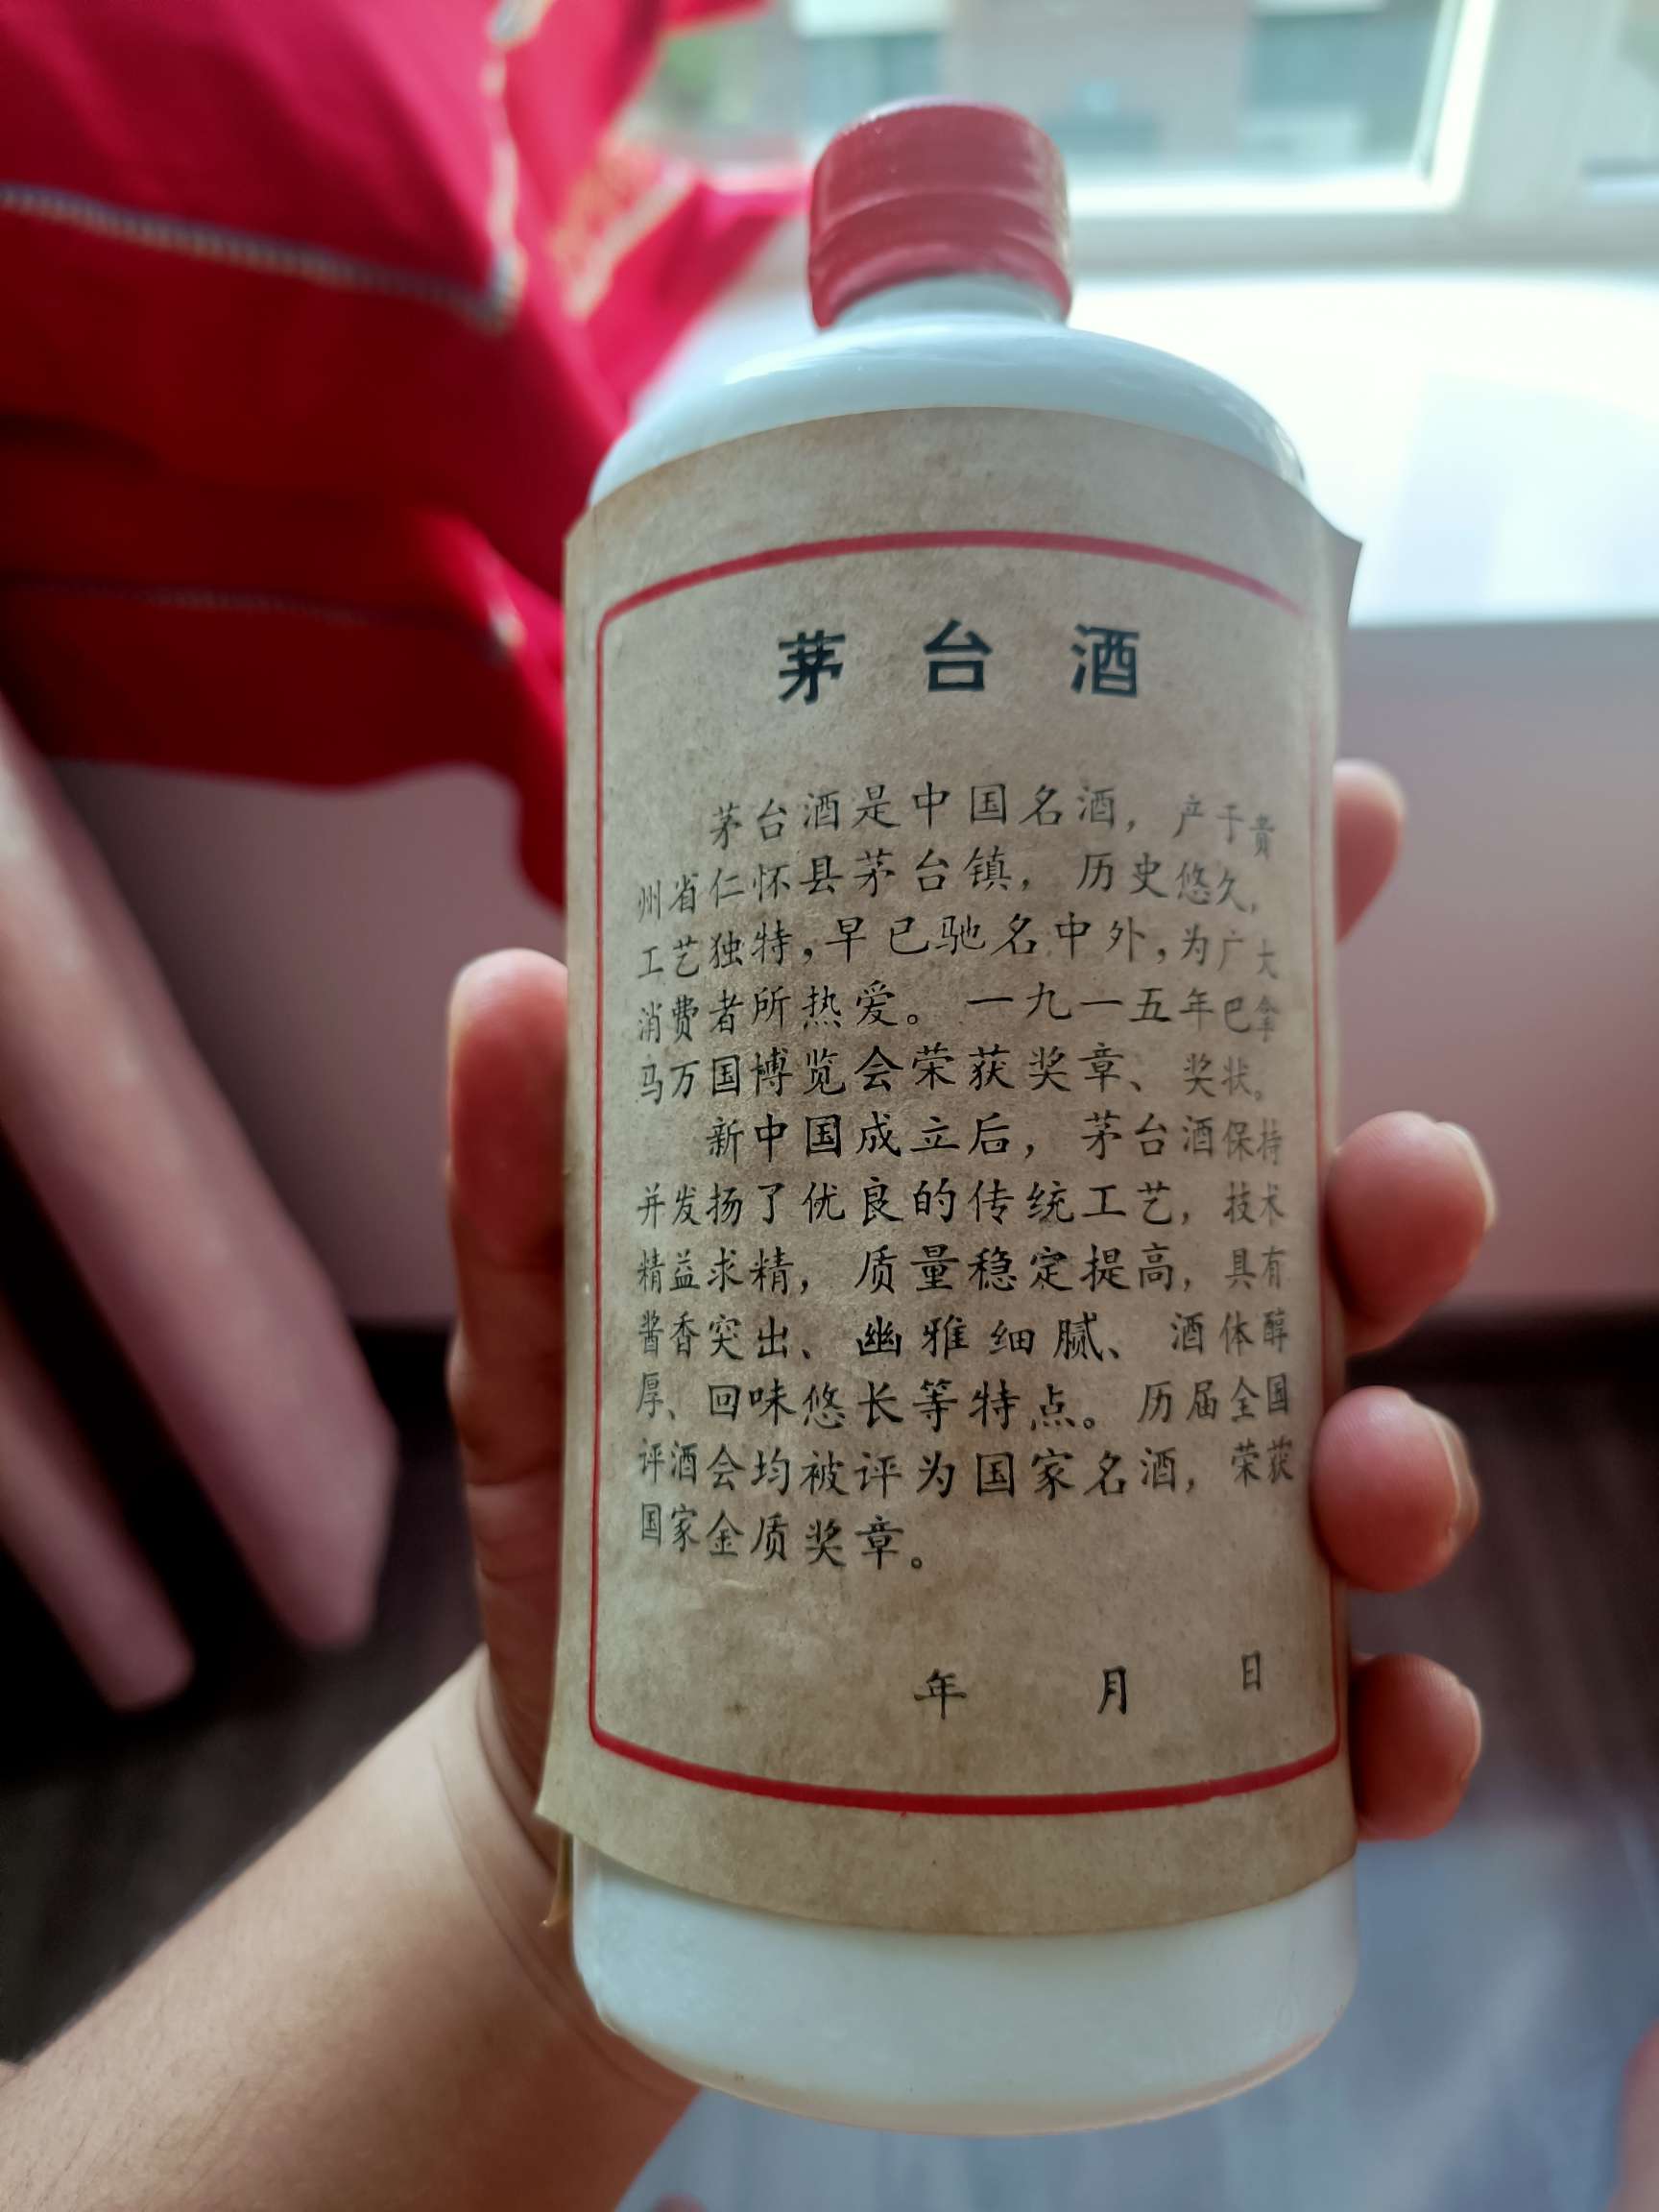 茅台酒
茅台酒是中国名酒，产于贵
州省仁怀县茅台镇，历史悠久，
工艺独特，早已驰名中外，为广大
消费者所热爱。一九一五年巴拿
马万国博览会荣获奖章、奖状。
新中国成立后，茅台酒保持
并发扬了优良的传统工艺，技术
精益求精，质量稳定提高，具有
酱香突出、幽雅细腻、酒体醇
厚、回味悠长等特点。历届全国
评酒会均被评为国家名酒，荣获
国家金质奖章。
年 月 日